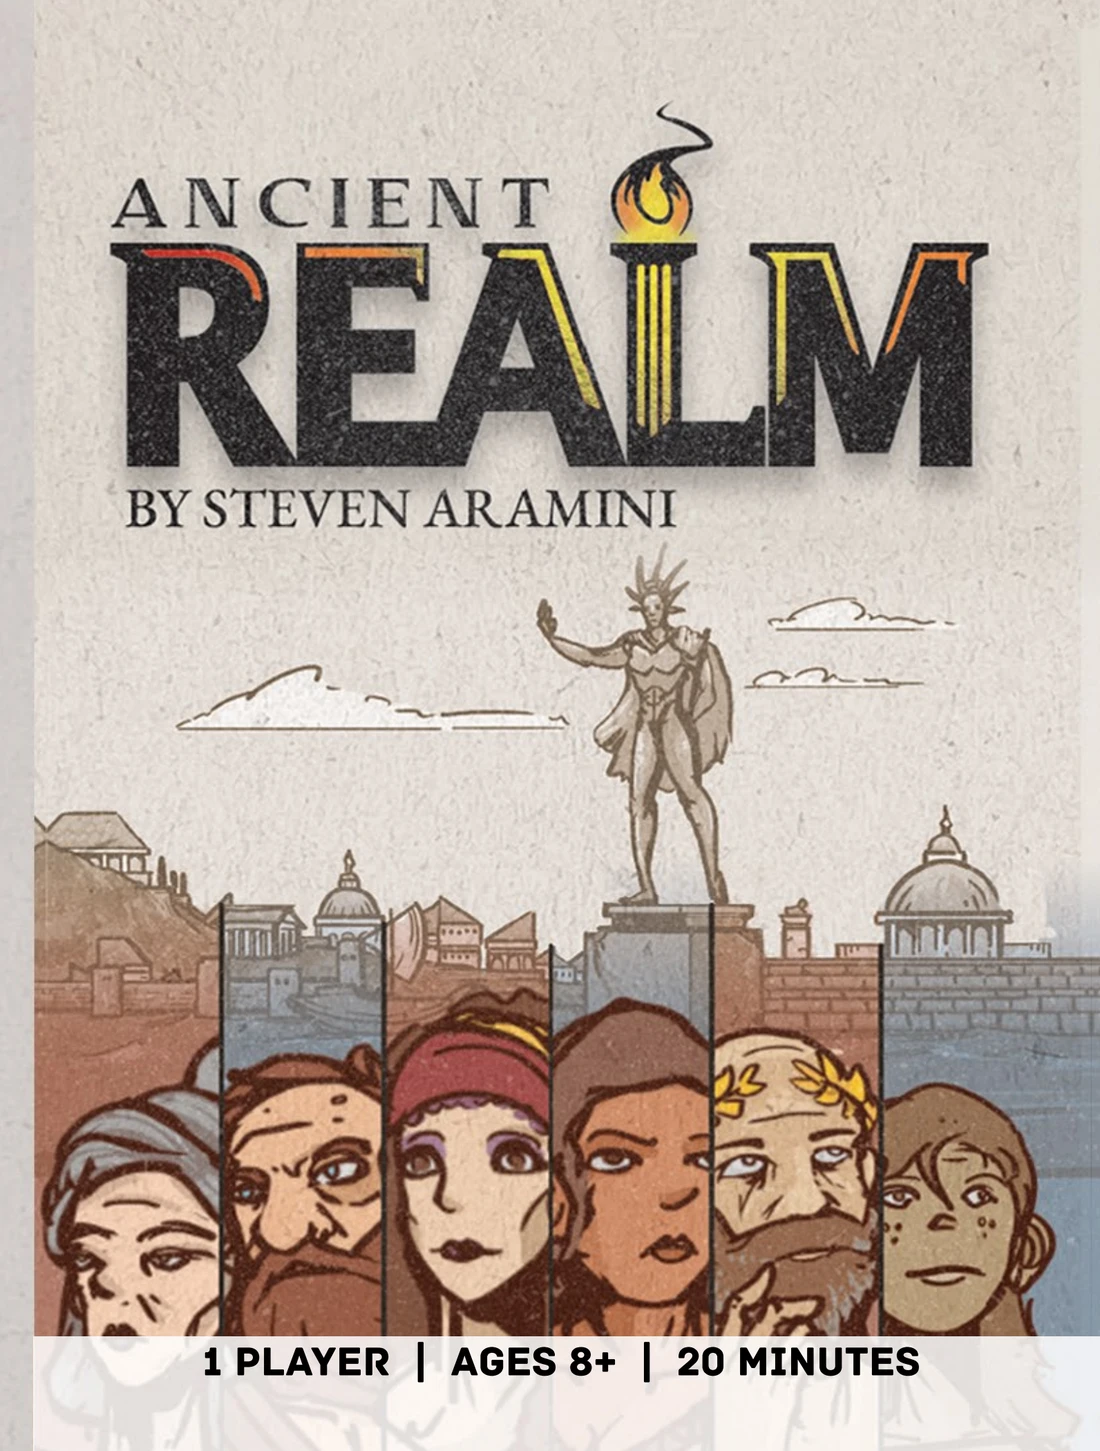 ANCIENT
REALM
BY STEVEN ARAMINI
1 PLAYER | AGES 8+ | 20 MINUTES